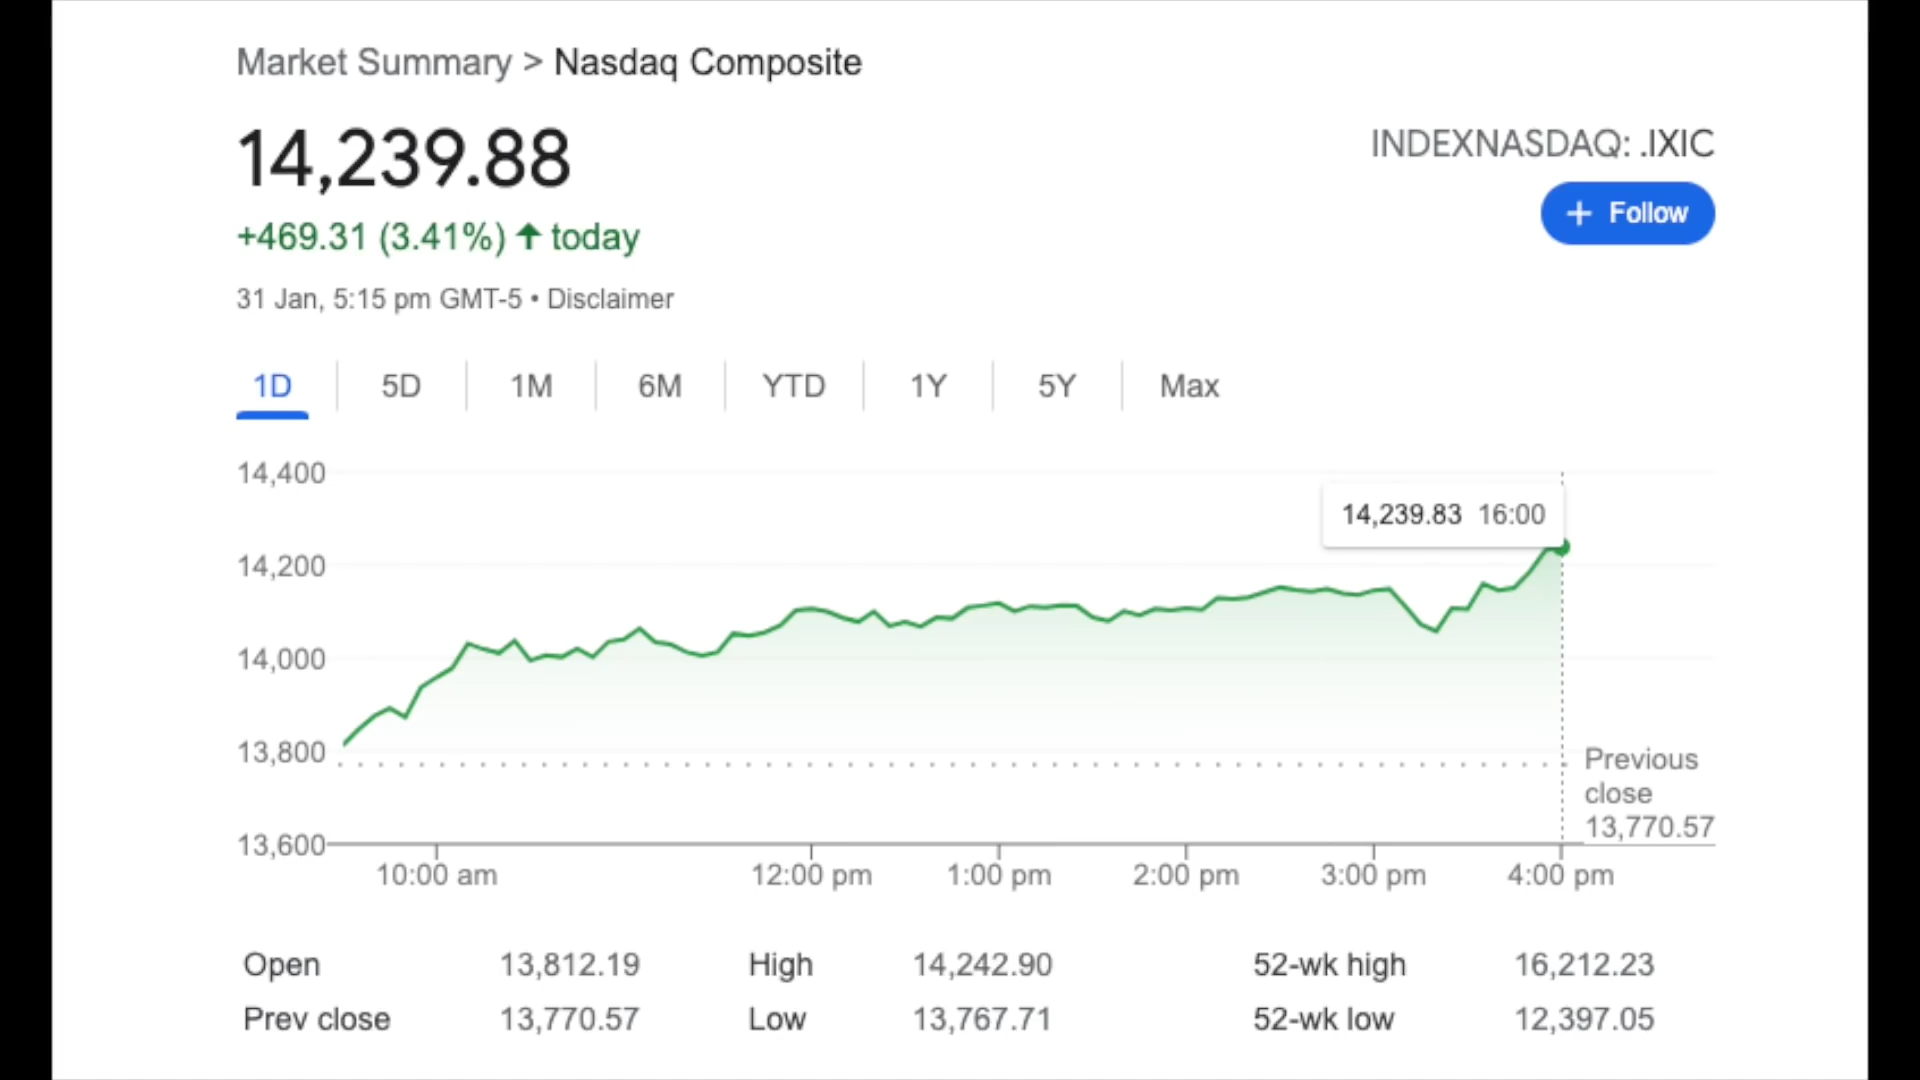 Market Summary > Nasdaq Composite
14,239.88
INDEXNASDAQ: .IXIC
+ Follow
+469.31 (3.41%) ↑ today
31 Jan, 5:15 pm GMT-5 • Disclaimer
1D 5D 1M 6M YTD 1Y 5Y Max
14,400
14,239.83 16:00
14,200
14,000
13,800
Previous
close
13,770.57
13,600
10:00 am 12:00 pm 1:00 pm 2:00 pm 3:00 pm 4:00 pm
Open 13,812.19 High 14,242.90 52-wk high 16,212.23
Prev close 13,770.57 Low 13,767.71 52-wk low 12,397.05